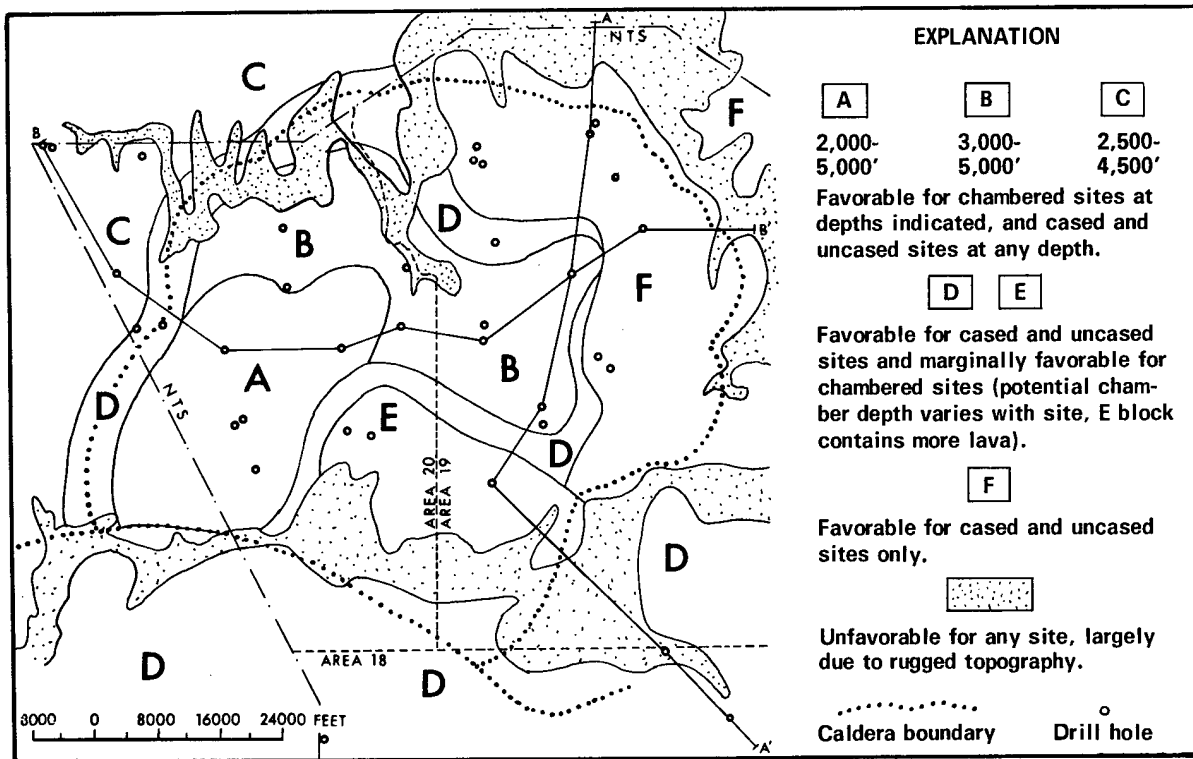 A
NTS
C
F
B
D
C
B
B'
F
A
B
D
NTS
E
D
AREA 20
AREA 19
D
D
AREA 18
D
8000 0 8000 16000 24000 FEET
A'
EXPLANATION
A B C
2,000- 3,000- 2,500-
5,000' 5,000' 4,500'
Favorable for chambered sites at
depths indicated, and cased and
uncased sites at any depth.
D E
Favorable for cased and uncased
sites and marginally favorable for
chambered sites (potential cham-
ber depth varies with site, E block
contains more lava).
F
Favorable for cased and uncased
sites only.
Unfavorable for any site, largely
due to rugged topography.
Caldera boundary Drill hole